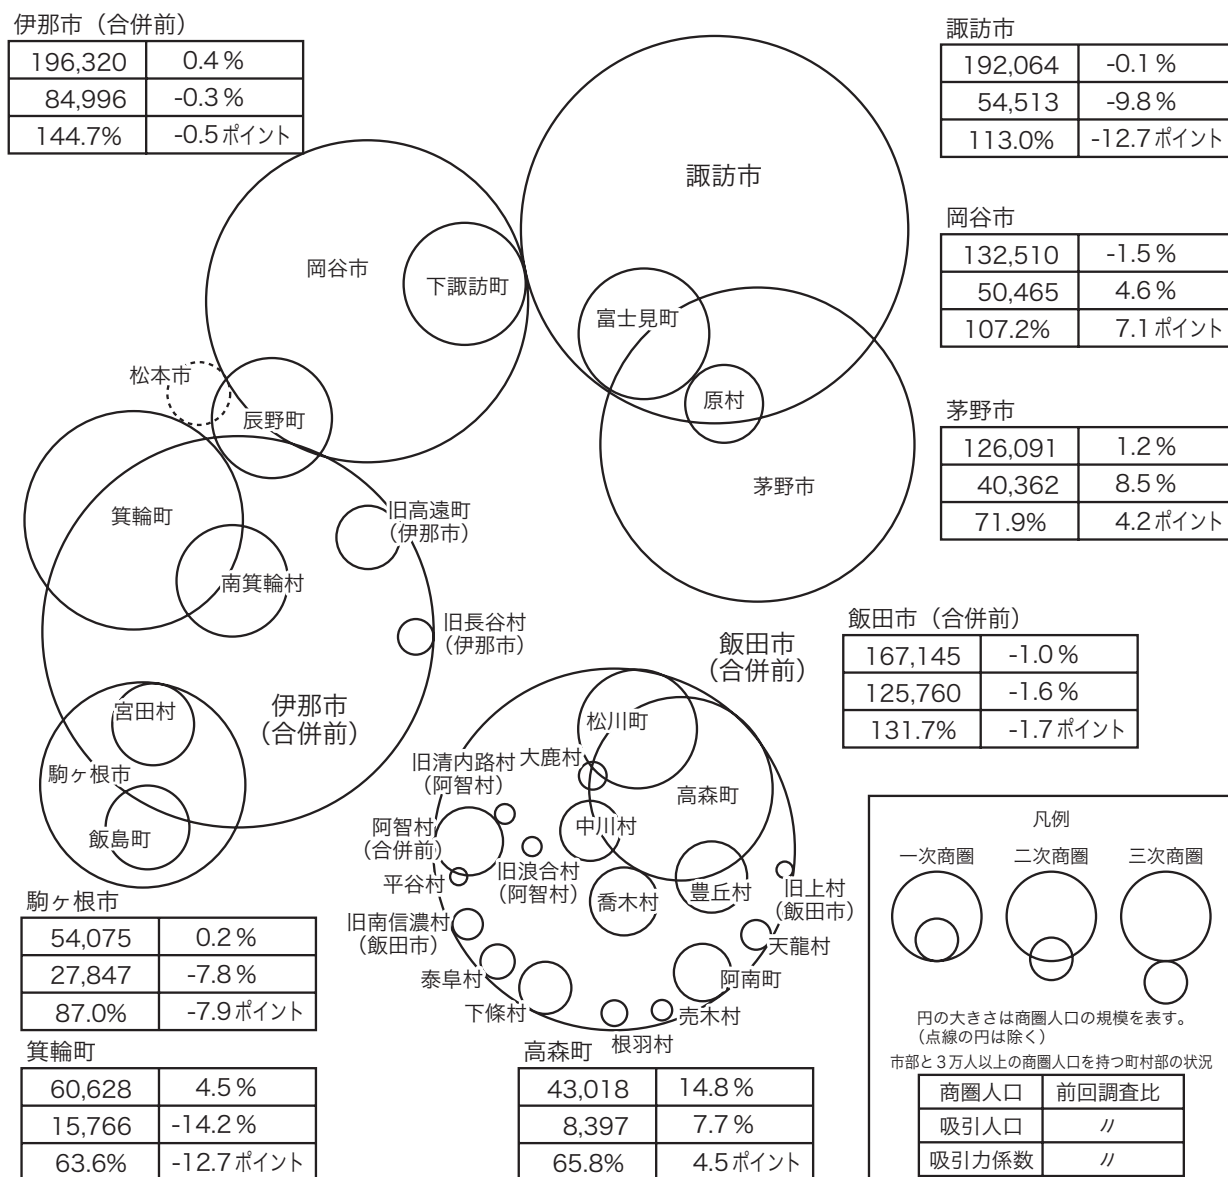 伊那市（合併前）
196,320 0.4％
84,996 -0.3％
144.7% -0.5ポイント
諏訪市
192,064 -0.1％
54,513 -9.8％
113.0% -12.7ポイント
岡谷市
132,510 -1.5％
50,465 4.6％
107.2% 7.1ポイント
茅野市
126,091 1.2％
40,362 8.5％
71.9% 4.2ポイント
飯田市（合併前）
167,145 -1.0％
125,760 -1.6％
131.7% -1.7ポイント
諏訪市
岡谷市
下諏訪町
富士見町
原村
茅野市
松本市
辰野町
箕輪町
南箕輪村
旧高遠町
（伊那市）
旧長谷村
（伊那市）
伊那市
（合併前）
宮田村
駒ヶ根市
飯島町
飯田市
（合併前）
松川町
大鹿村
高森町
旧清内路村
（阿智村）
中川村
阿智村
（合併前）
旧浪合村
（阿智村）
平谷村
喬木村
豊丘村
旧上村
（飯田市）
旧南信濃村
（飯田市）
天龍村
泰阜村
阿南町
下條村
売木村
根羽村
駒ヶ根市
54,075 0.2％
27,847 -7.8％
87.0% -7.9ポイント
箕輪町
60,628 4.5％
15,766 -14.2％
63.6% -12.7ポイント
高森町
43,018 14.8％
8,397 7.7％
65.8% 4.5ポイント
凡例
一次商圏 二次商圏 三次商圏
円の大きさは商圏人口の規模を表す。
（点線の円は除く）
市部と３万人以上の商圏人口を持つ町村部の状況
商圏人口 前回調査比
吸引人口 〃
吸引力係数 〃